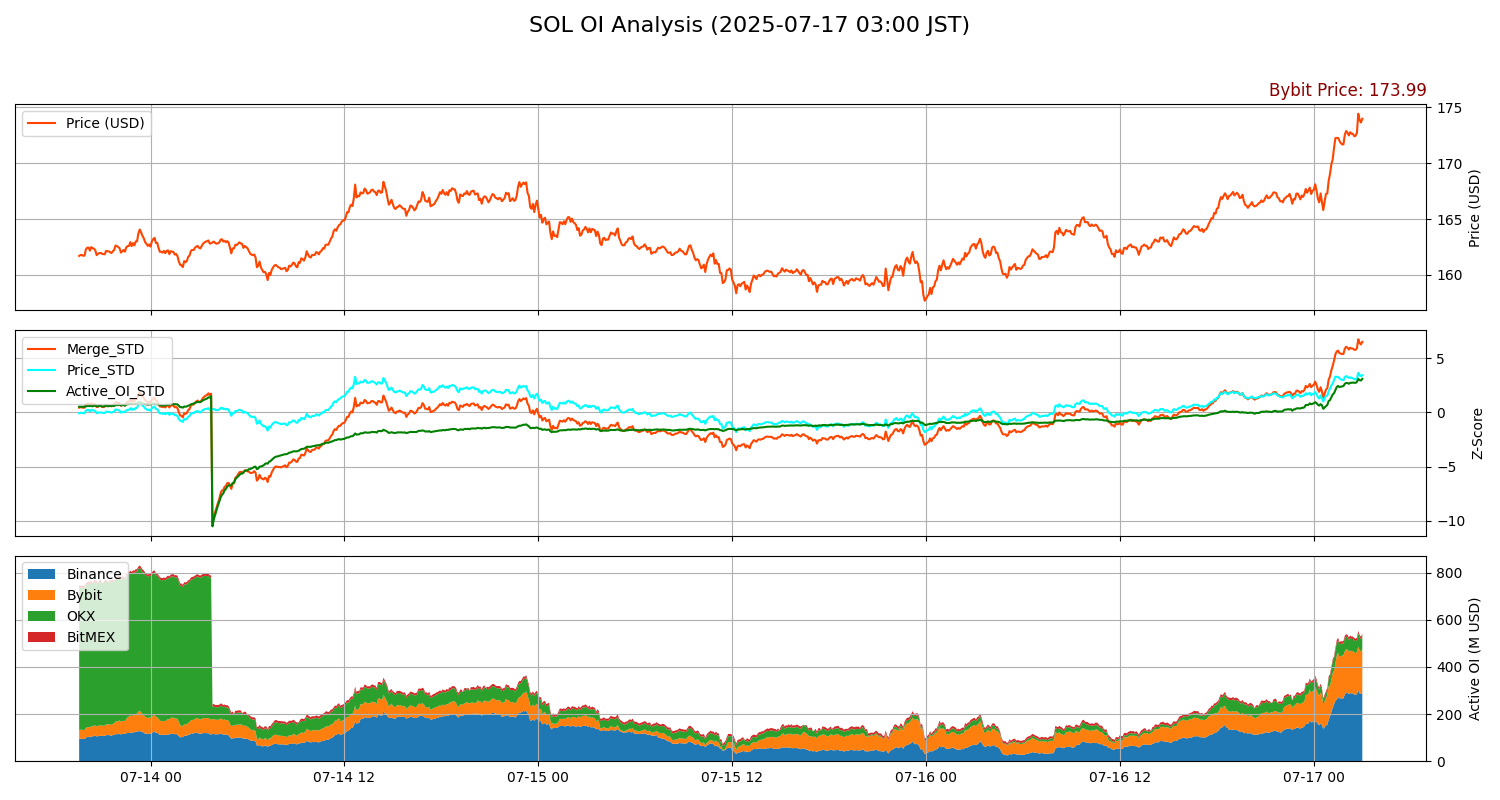 SOL OI Analysis (2025-07-17 03:00 JST)
Bybit Price: 173.99
Price (USD)
175
170
165
160
Price (USD)
Merge_STD
Price_STD
Active_OI_STD
5
0
−5
−10
Z-Score
Binance
Bybit
OKX
BitMEX
800
600
400
200
0
Active OI (M USD)
07-14 00
07-14 12
07-15 00
07-15 12
07-16 00
07-16 12
07-17 00